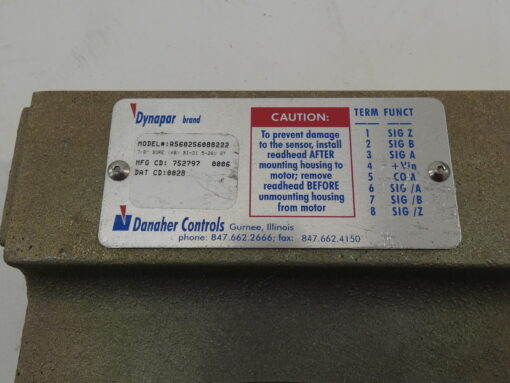 Dynapar brand
MODEL#:RS602560B222
MFG CD: 752797 0006
DAT CD:0028
CAUTION:
To prevent damage
to the sensor, install
readhead AFTER
mounting housing to
motor; remove
readhead BEFORE
unmounting housing
from motor
TERM FUNCT
1 SIG Z
2 SIG B
3 SIG A
4 +Vin
5 COM
6 SIG /A
7 SIG /B
8 SIG /Z
Danaher Controls Gurnee, Illinois
phone: 847.662.2666; fax: 847.662.4150